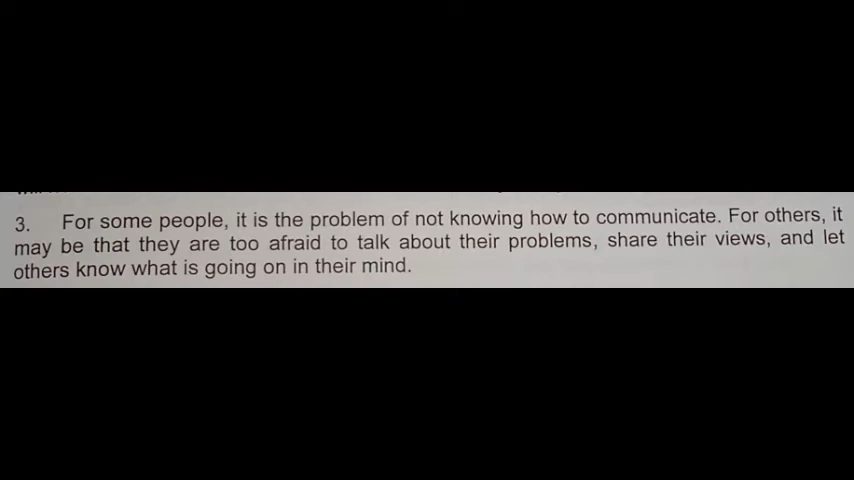 3. For some people, it is the problem of not knowing how to communicate. For others, it
may be that they are too afraid to talk about their problems, share their views, and let
others know what is going on in their mind.